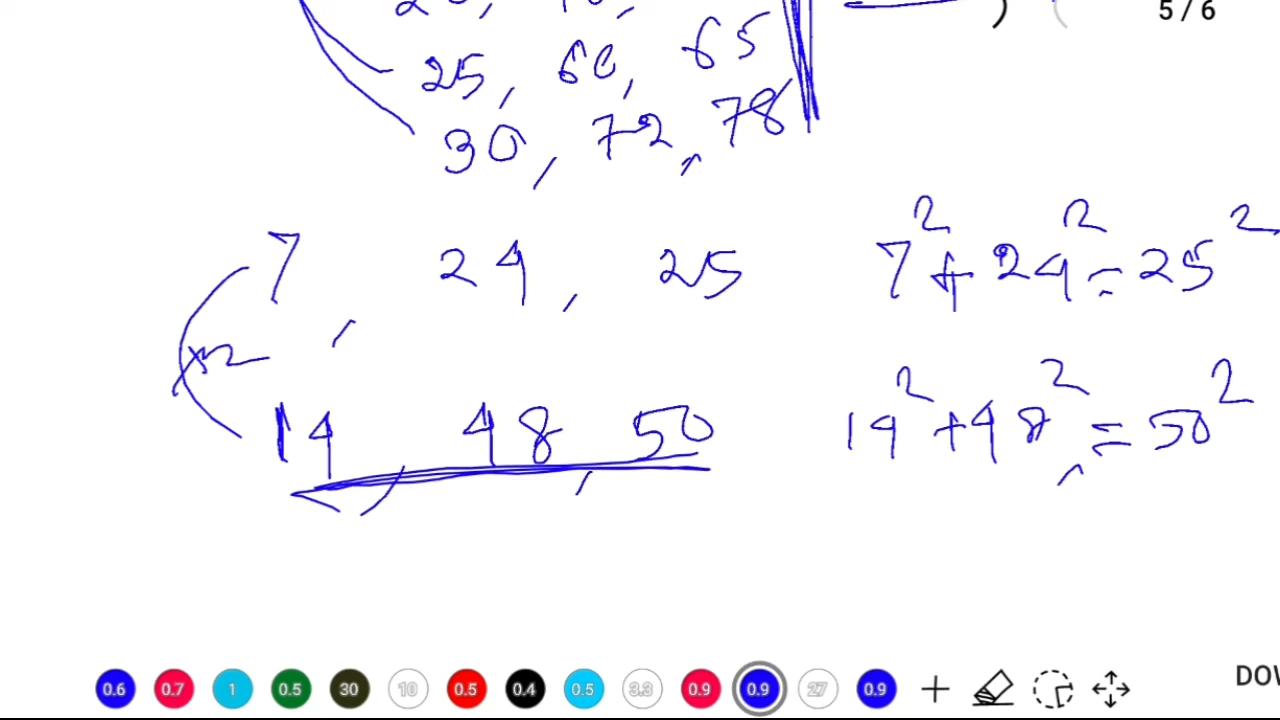 5 / 6
25, 60, 65
30, 72, 78
7, 24, 25 7² + 24² = 25²
×2
14, 48, 50 14² + 48² = 50²
0.6 0.7 1 0.5 30 10 0.5 0.4 0.5 3.3 0.9 0.9 27 0.9